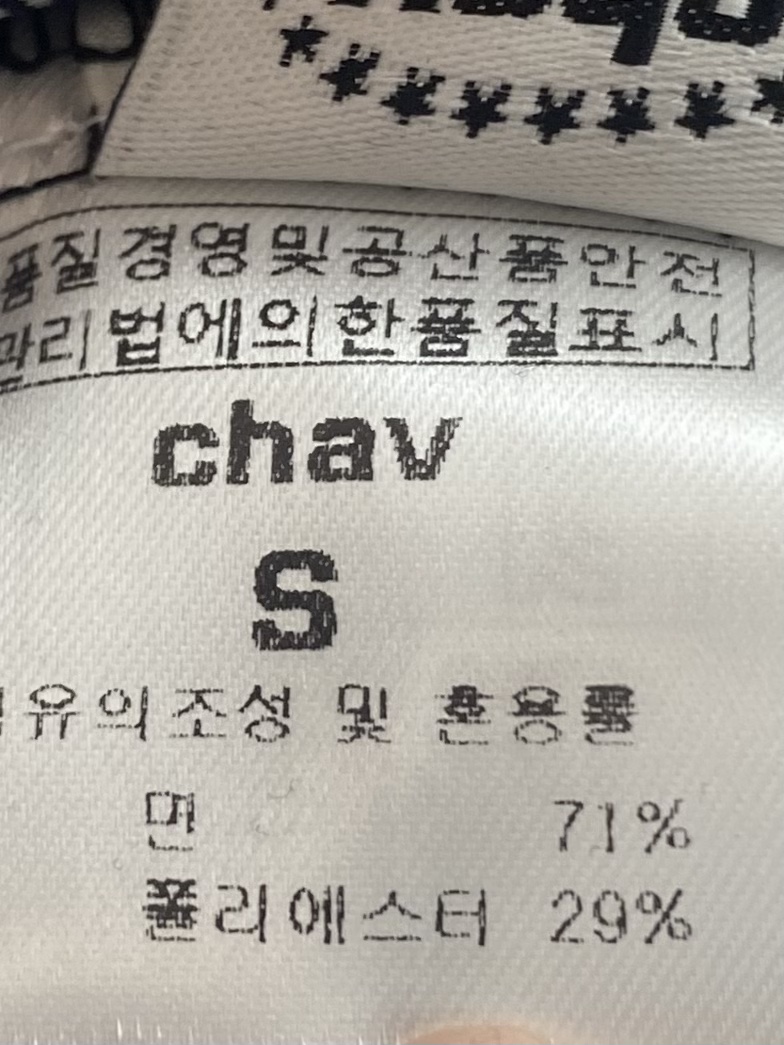 품질경영및공산품안전
관리법에의한품질표시
chav
S
섬유의조성 및 혼용률
면 71%
폴리에스터 29%